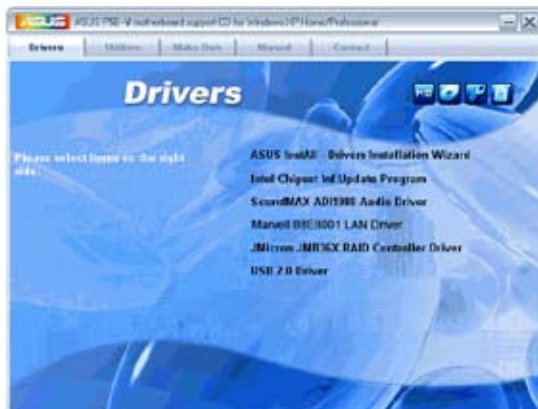 ASUS
ASUS P5B-V motherboard support CD for Windows XP Home/Professional
Drivers
Utilities
Make Disk
Manual
Contact
Drivers
Please select items on the right
side.
ASUS InstAll - Drivers Installation Wizard
Intel Chipset Inf Update Program
SoundMAX ADI1988 Audio Driver
Marvell 88E8001 LAN Driver
JMicron JMB36X RAID Controller Driver
USB 2.0 Driver